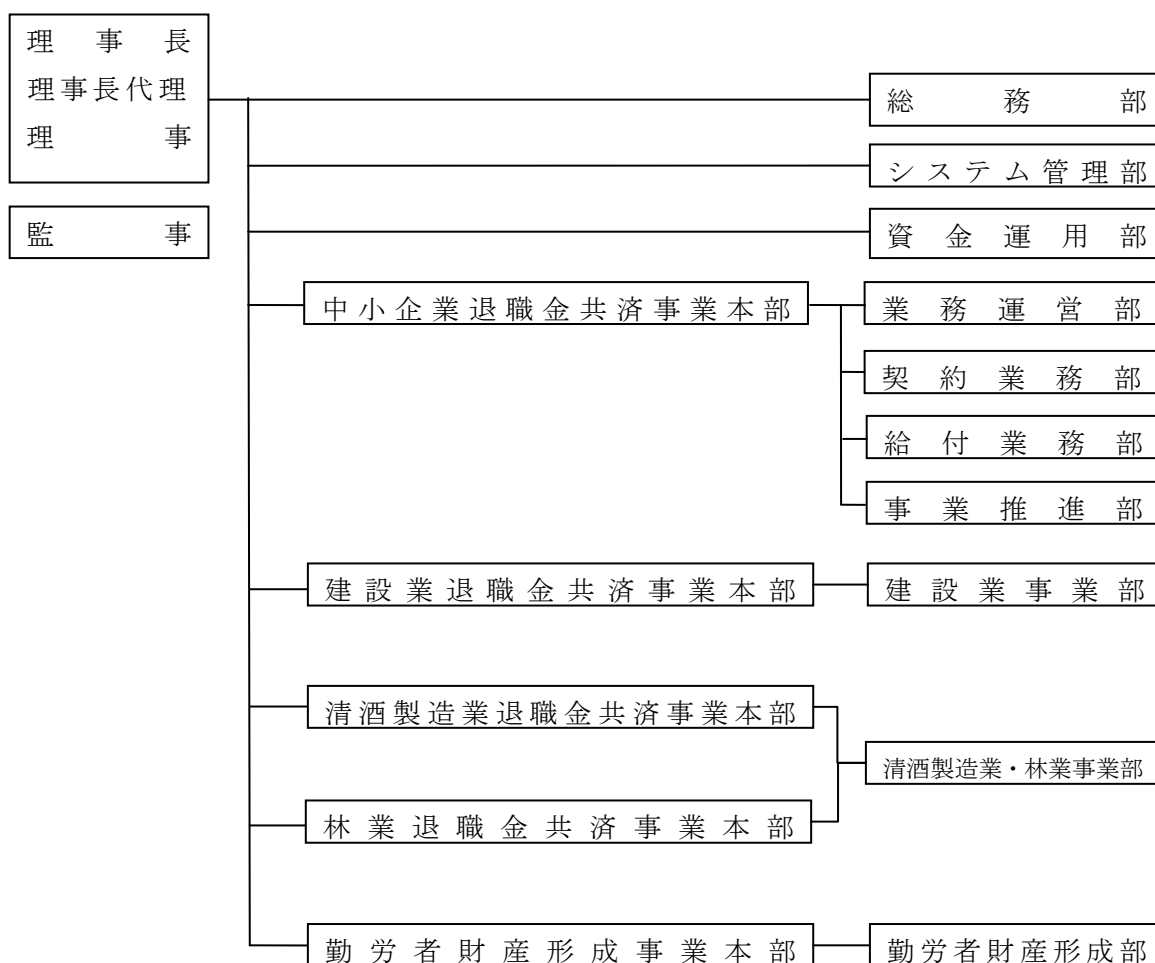 理事長
理事長代理
理事
監事
総務部
システム管理部
資金運用部
中小企業退職金共済事業本部
業務運営部
契約業務部
給付業務部
事業推進部
建設業退職金共済事業本部
建設業事業部
清酒製造業退職金共済事業本部
清酒製造業・林業事業部
林業退職金共済事業本部
勤労者財産形成事業本部
勤労者財産形成部